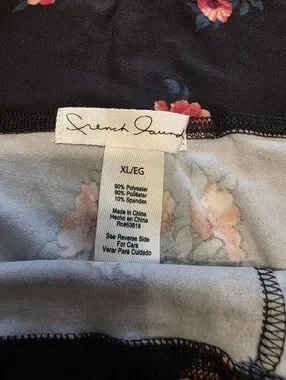 French Laund
XL/EG
90% Polyester
90% Poliéster
10% Spandex
Made in China
Hecho en China
Rn#63619
See Reverse Side
For Care
Verar Para Cuidado